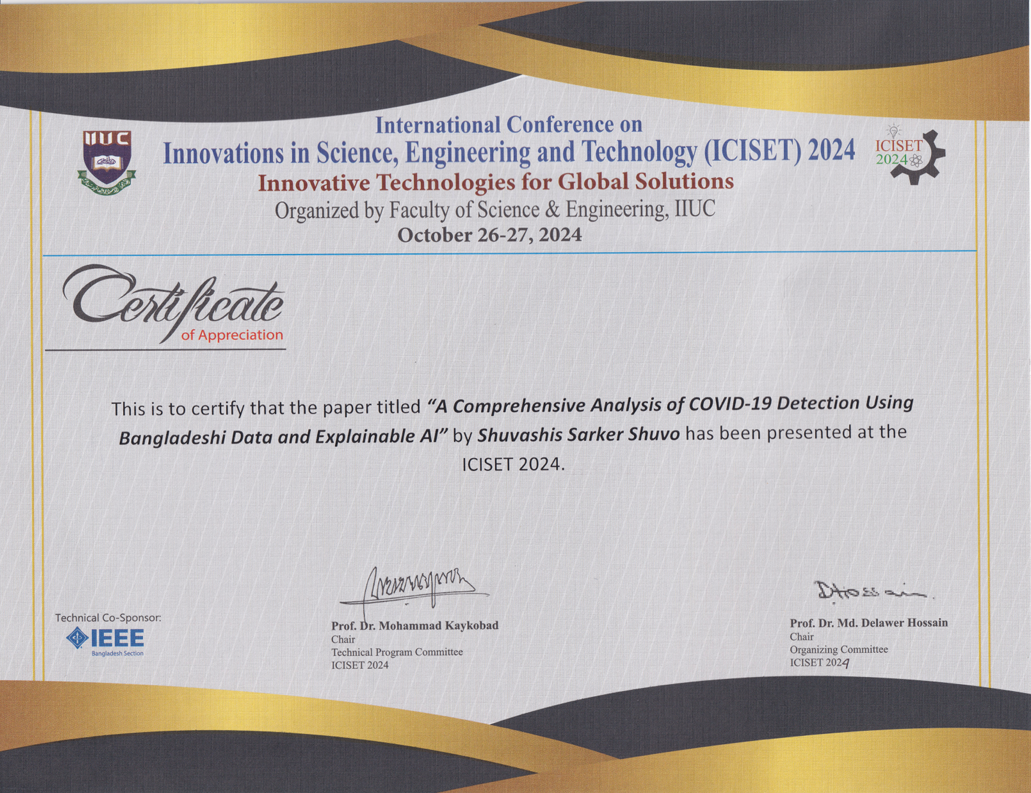 IIUC
International Conference on
Innovations in Science, Engineering and Technology (ICISET) 2024
Innovative Technologies for Global Solutions
Organized by Faculty of Science & Engineering, IIUC
October 26-27, 2024
ICISET
2024
Certificate
of Appreciation
This is to certify that the paper titled “A Comprehensive Analysis of COVID-19 Detection Using
Bangladeshi Data and Explainable AI” by Shuvashis Sarker Shuvo has been presented at the
ICISET 2024.
Technical Co-Sponsor:
IEEE
Bangladesh Section
Prof. Dr. Mohammad Kaykobad
Chair
Technical Program Committee
ICISET 2024
DHossain.
Prof. Dr. Md. Delawer Hossain
Chair
Organizing Committee
ICISET 2024